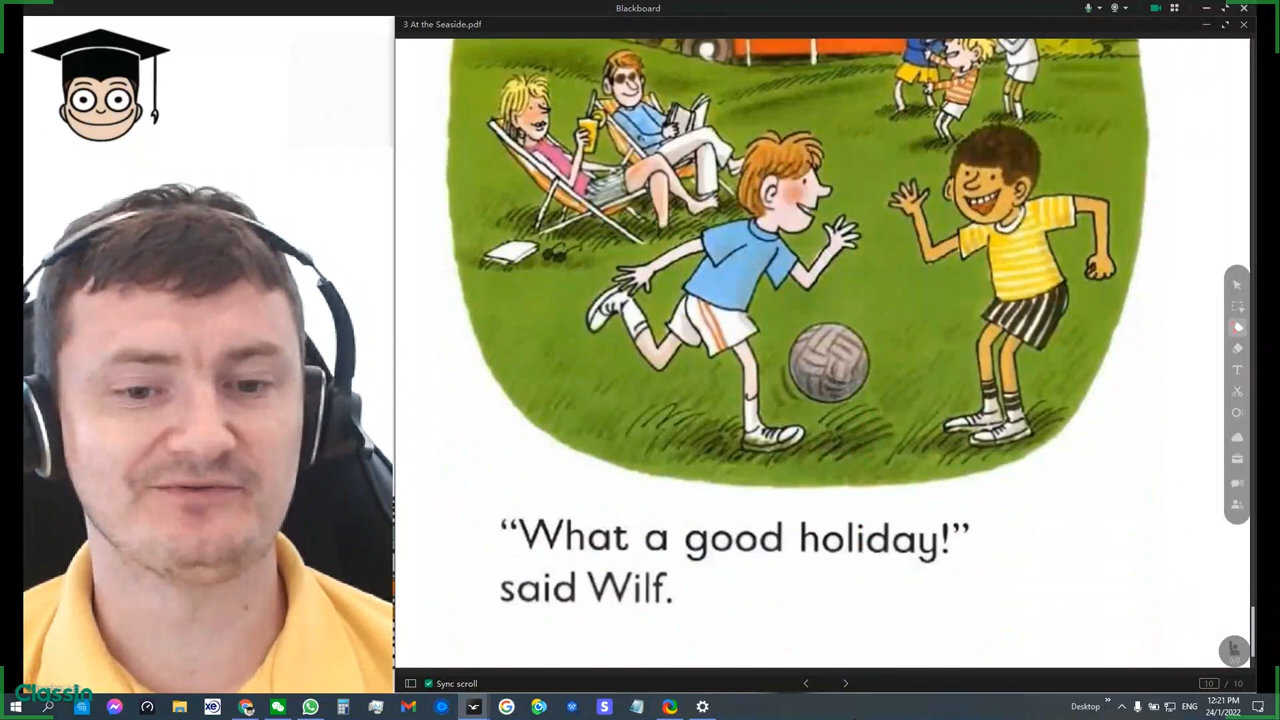 Blackboard
3 At the Seaside.pdf
“What a good holiday!”
said Wilf.
Sync scroll
10 / 10
ClassIn
Desktop
ENG
12:21 PM
24/1/2022